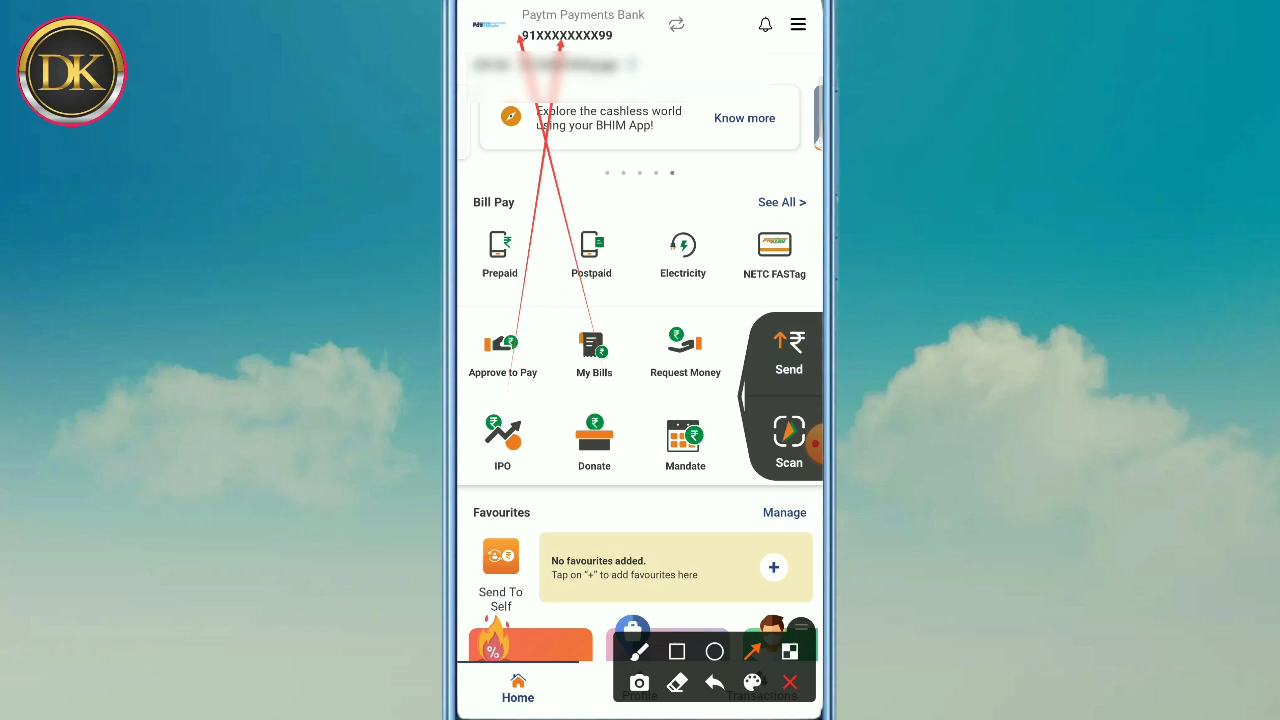 DK
Paytm Payments Bank
91XXXXXXXX99
Explore the cashless world
using your BHIM App!
Know more
Bill Pay
See All >
Prepaid
Postpaid
Electricity
NETC FASTag
Approve to Pay
My Bills
Request Money
Send
IPO
Donate
Mandate
Scan
Favourites
Manage
No favourites added.
Tap on "+" to add favourites here
Send To
Self
Home
Profile
Transactions